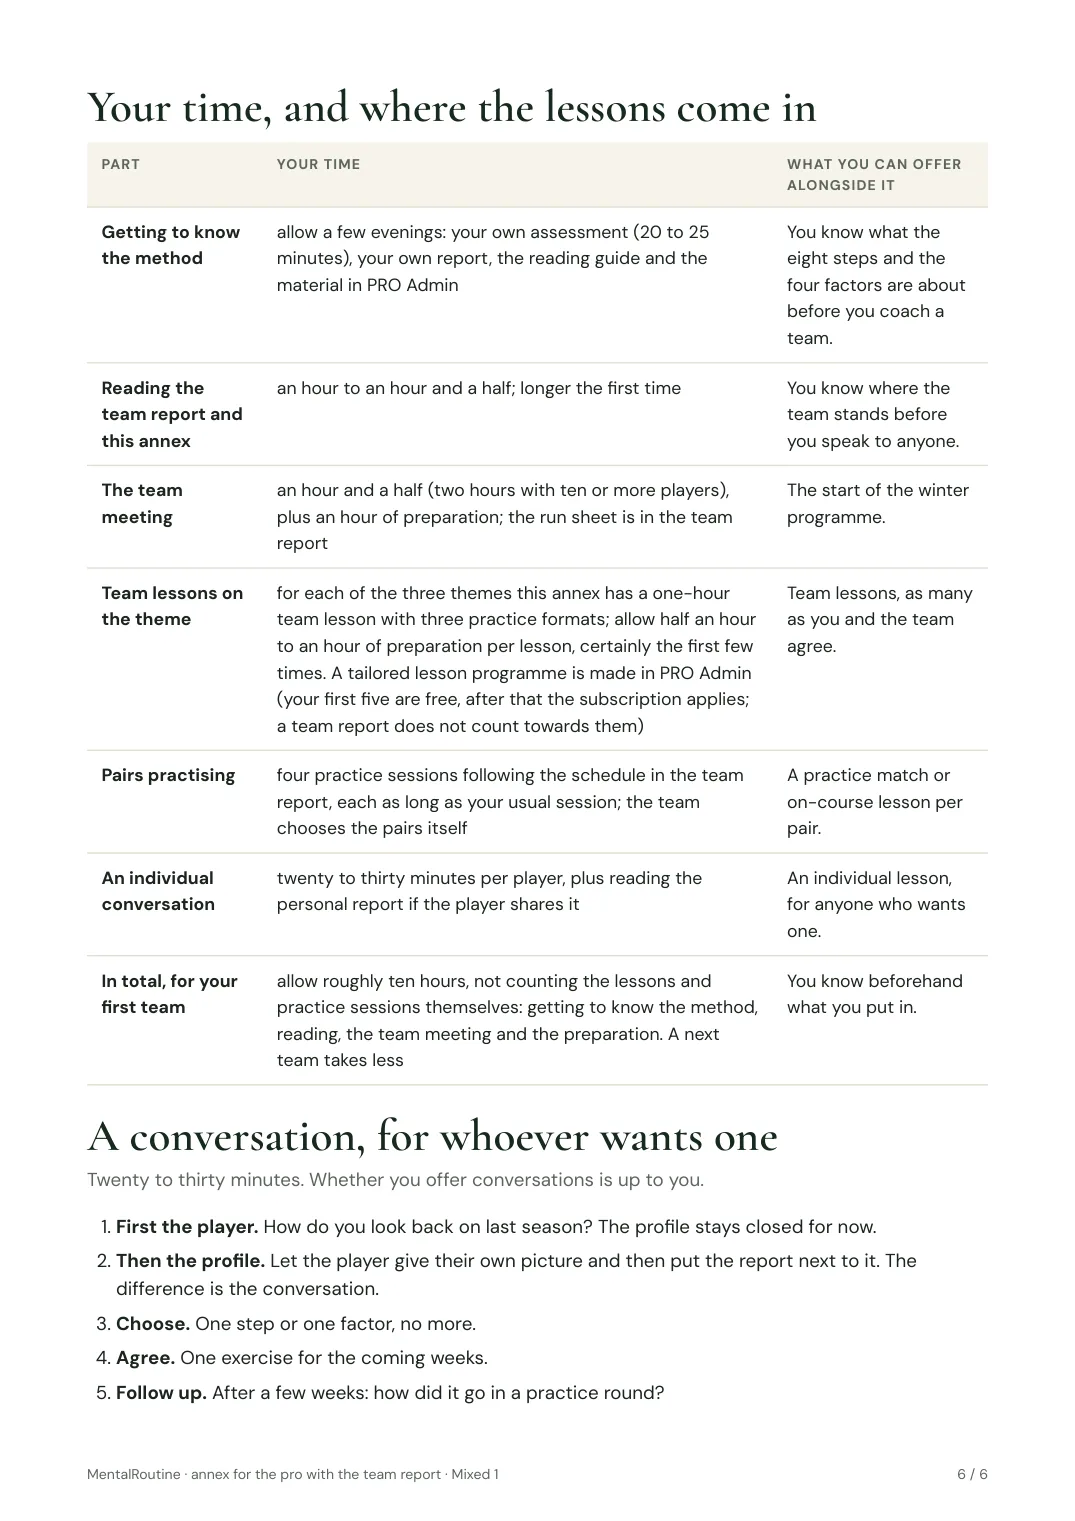 Your time, and where the lessons come in
PART
YOUR TIME
WHAT YOU CAN OFFER
ALONGSIDE IT
Getting to know
the method
allow a few evenings: your own assessment (20 to 25
minutes), your own report, the reading guide and the
material in PRO Admin
You know what the
eight steps and the
four factors are about
before you coach a
team.
Reading the
team report and
this annex
an hour to an hour and a half; longer the first time
You know where the
team stands before
you speak to anyone.
The team
meeting
an hour and a half (two hours with ten or more players),
plus an hour of preparation; the run sheet is in the team
report
The start of the winter
programme.
Team lessons on
the theme
for each of the three themes this annex has a one-hour
team lesson with three practice formats; allow half an hour
to an hour of preparation per lesson, certainly the first few
times. A tailored lesson programme is made in PRO Admin
(your first five are free, after that the subscription applies;
a team report does not count towards them)
Team lessons, as many
as you and the team
agree.
Pairs practising
four practice sessions following the schedule in the team
report, each as long as your usual session; the team
chooses the pairs itself
A practice match or
on-course lesson per
pair.
An individual
conversation
twenty to thirty minutes per player, plus reading the
personal report if the player shares it
An individual lesson,
for anyone who wants
one.
In total, for your
first team
allow roughly ten hours, not counting the lessons and
practice sessions themselves: getting to know the method,
reading, the team meeting and the preparation. A next
team takes less
You know beforehand
what you put in.
A conversation, for whoever wants one
Twenty to thirty minutes. Whether you offer conversations is up to you.
1. First the player. How do you look back on last season? The profile stays closed for now.
2. Then the profile. Let the player give their own picture and then put the report next to it. The
difference is the conversation.
3. Choose. One step or one factor, no more.
4. Agree. One exercise for the coming weeks.
5. Follow up. After a few weeks: how did it go in a practice round?
MentalRoutine · annex for the pro with the team report · Mixed 1
6 / 6